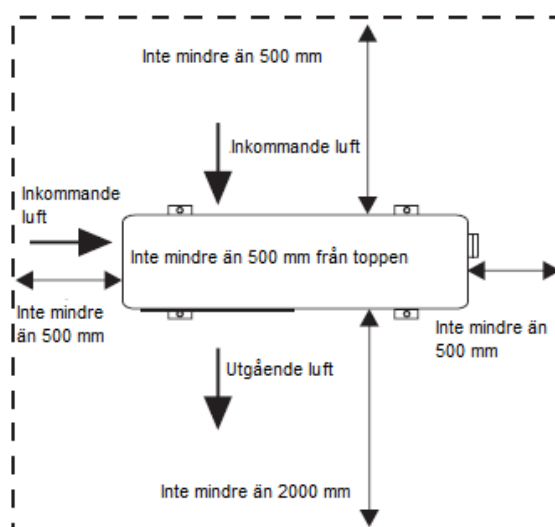 Inte mindre än 500 mm
Inkommande luft
Inkommande
luft
Inte mindre än 500 mm från toppen
Inte mindre
än 500 mm
Inte mindre än
500 mm
Utgående luft
Inte mindre än 2000 mm